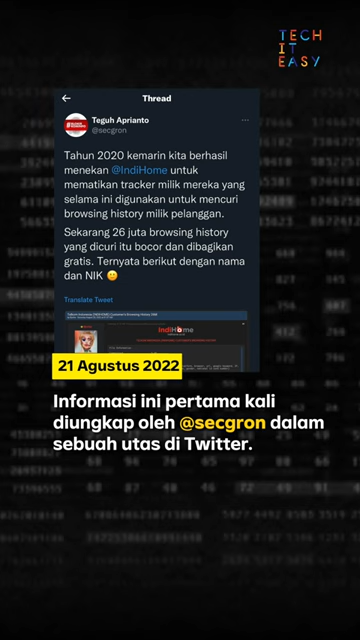 TECH
IT
EASY
Thread
Teguh Aprianto
@secgron
Tahun 2020 kemarin kita berhasil
menekan @IndiHome untuk
mematikan tracker milik mereka yang
selama ini digunakan untuk mencuri
browsing history milik pelanggan.
Sekarang 26 juta browsing history
yang dicuri itu bocor dan dibagikan
gratis. Ternyata berikut dengan nama
dan NIK 🙂
Translate Tweet
IndiHome
21 Agustus 2022
Informasi ini pertama kali
diungkap oleh @secgron dalam
sebuah utas di Twitter.